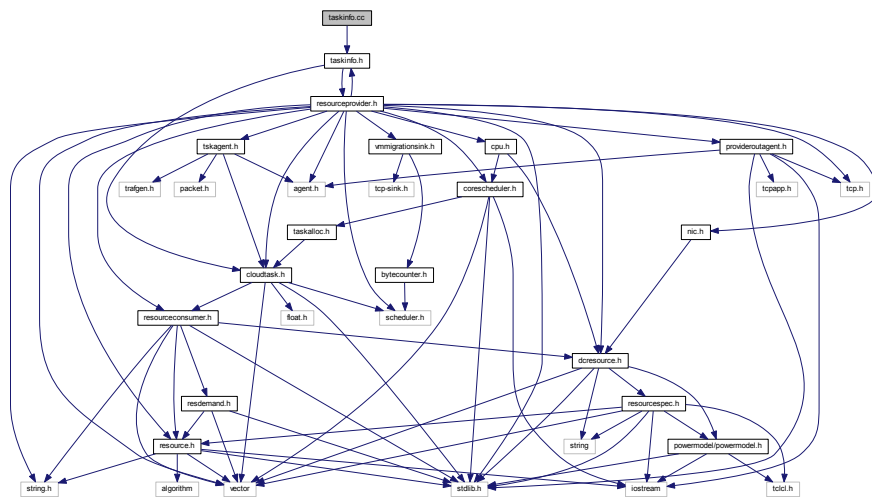 taskinfo.cc
taskinfo.h
resourceprovider.h
tskagent.h
vmmigrationsink.h
cpu.h
provideroutagent.h
trafgen.h
packet.h
agent.h
tcp-sink.h
corescheduler.h
tcpapp.h
tcp.h
taskalloc.h
nic.h
cloudtask.h
bytecounter.h
resourceconsumer.h
float.h
scheduler.h
dcresource.h
resdemand.h
resourcespec.h
resource.h
string
powermodel/powermodel.h
string.h
algorithm
vector
stdlib.h
iostream
tclcl.h